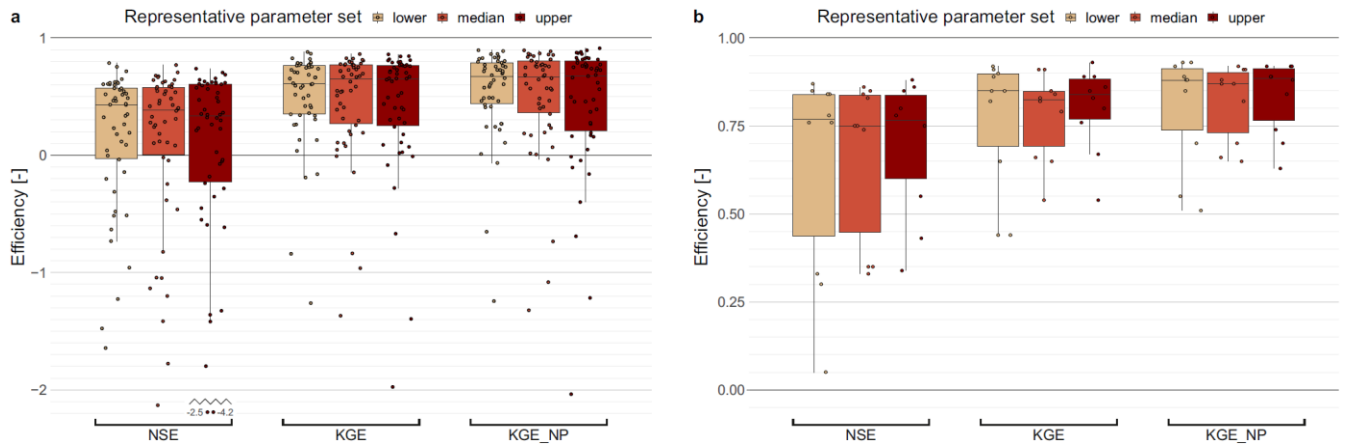 a
Representative parameter set lower median upper
1
0
−1
−2
Efficiency [-]
-2.5 -4.2
NSE KGE KGE_NP
b
Representative parameter set lower median upper
1.00
0.75
0.50
0.25
0.00
Efficiency [-]
NSE KGE KGE_NP